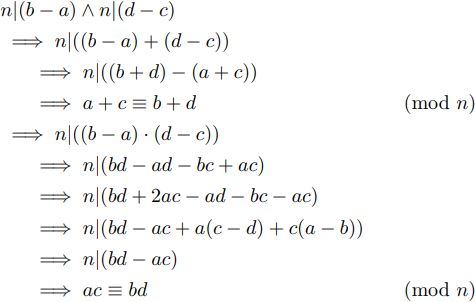 n|(b − a) ∧ n|(d − c)
⟹ n|((b − a) + (d − c))
⟹ n|((b + d) − (a + c))
⟹ a + c ≡ b + d (mod n)
⟹ n|((b − a) · (d − c))
⟹ n|(bd − ad − bc + ac)
⟹ n|(bd + 2ac − ad − bc − ac)
⟹ n|(bd − ac + a(c − d) + c(a − b))
⟹ n|(bd − ac)
⟹ ac ≡ bd (mod n)